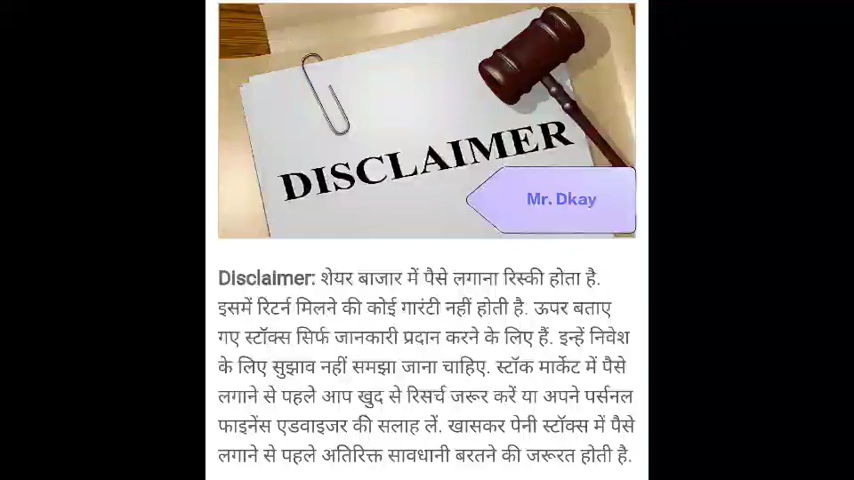 DISCLAIMER
Mr. Dkay
Disclaimer: शेयर बाजार में पैसे लगाना रिस्की होता है.
इसमें रिटर्न मिलने की कोई गारंटी नहीं होती है. ऊपर बताए
गए स्टॉक्स सिर्फ जानकारी प्रदान करने के लिए हैं. इन्हें निवेश
के लिए सुझाव नहीं समझा जाना चाहिए. स्टॉक मार्केट में पैसे
लगाने से पहले आप खुद से रिसर्च जरूर करें या अपने पर्सनल
फाइनेंस एडवाइजर की सलाह लें. खासकर पेनी स्टॉक्स में पैसे
लगाने से पहले अतिरिक्त सावधानी बरतने की जरूरत होती है.